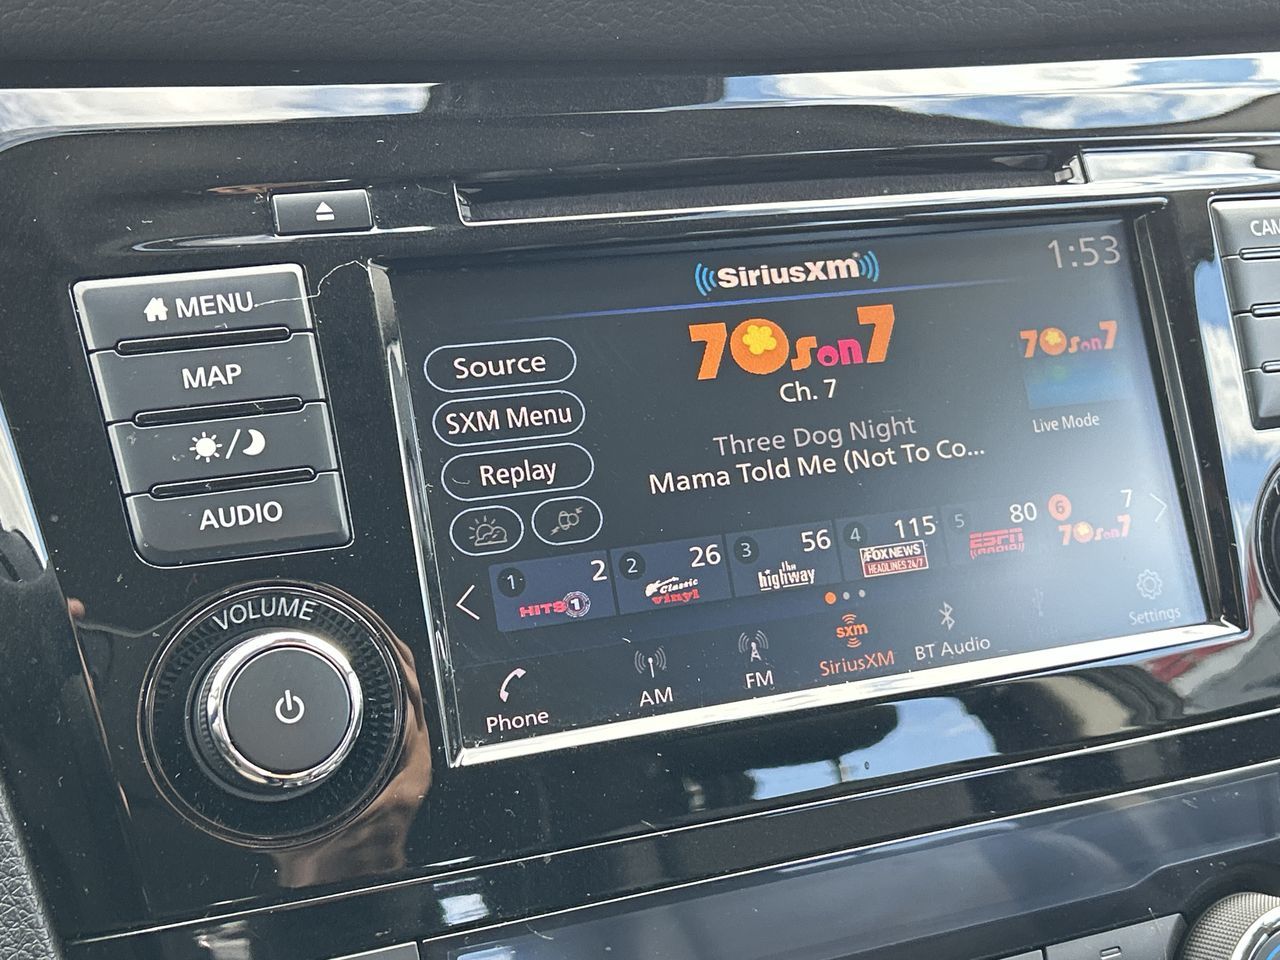 MENU
MAP
AUDIO
VOLUME
CAM
SiriusXM
1:53
Source
SXM Menu
Replay
70s on 7
Ch. 7
Three Dog Night
Mama Told Me (Not To Co...
70s on 7
Live Mode
1 2 HITS 1
2 26 Classic vinyl
3 56 the highway
4 115 FOX NEWS HEADLINES 24/7
5 80 ESPN RADIO
6 7 70s on 7
Phone
AM
FM
sxm
SiriusXM
BT Audio
Settings